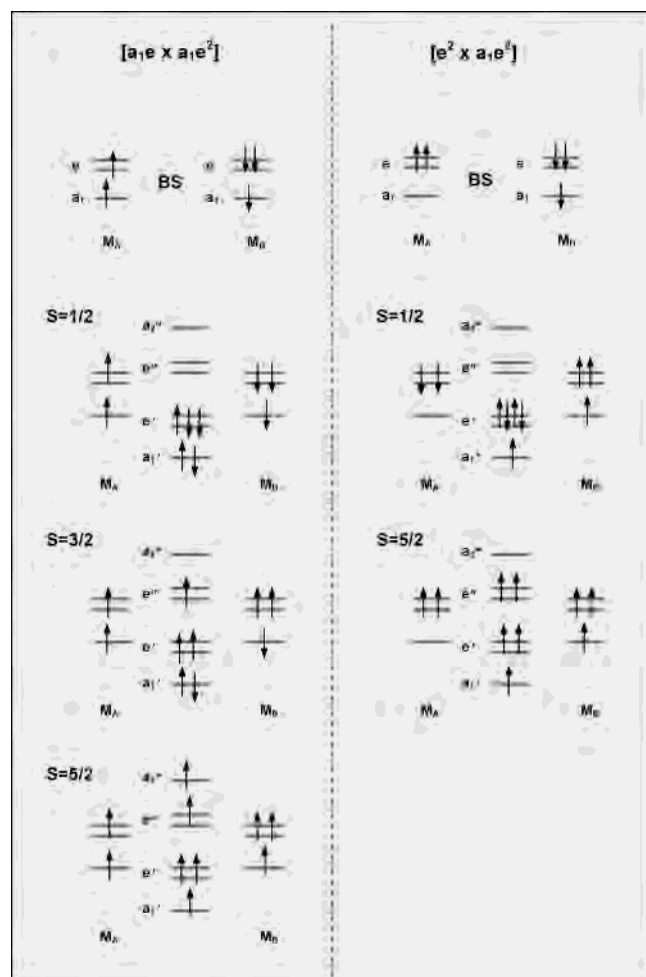 [a₁e x a₁e²]
[e² x a₁e²]
e
e
e
e
BS
BS
a₁
a₁
a₁
a₁
M_A
M_B
M_A
M_B
S=1/2
a₁''
S=1/2
a₁''
e''
e''
e'
e'
a₁'
a₁'
M_A
M_B
M_A
M_B
S=3/2
a₁''
S=5/2
a₁''
e''
e''
e'
e'
a₁'
a₁'
M_A
M_B
M_A
M_B
S=5/2
a₁''
e''
e'
a₁'
M_A
M_B